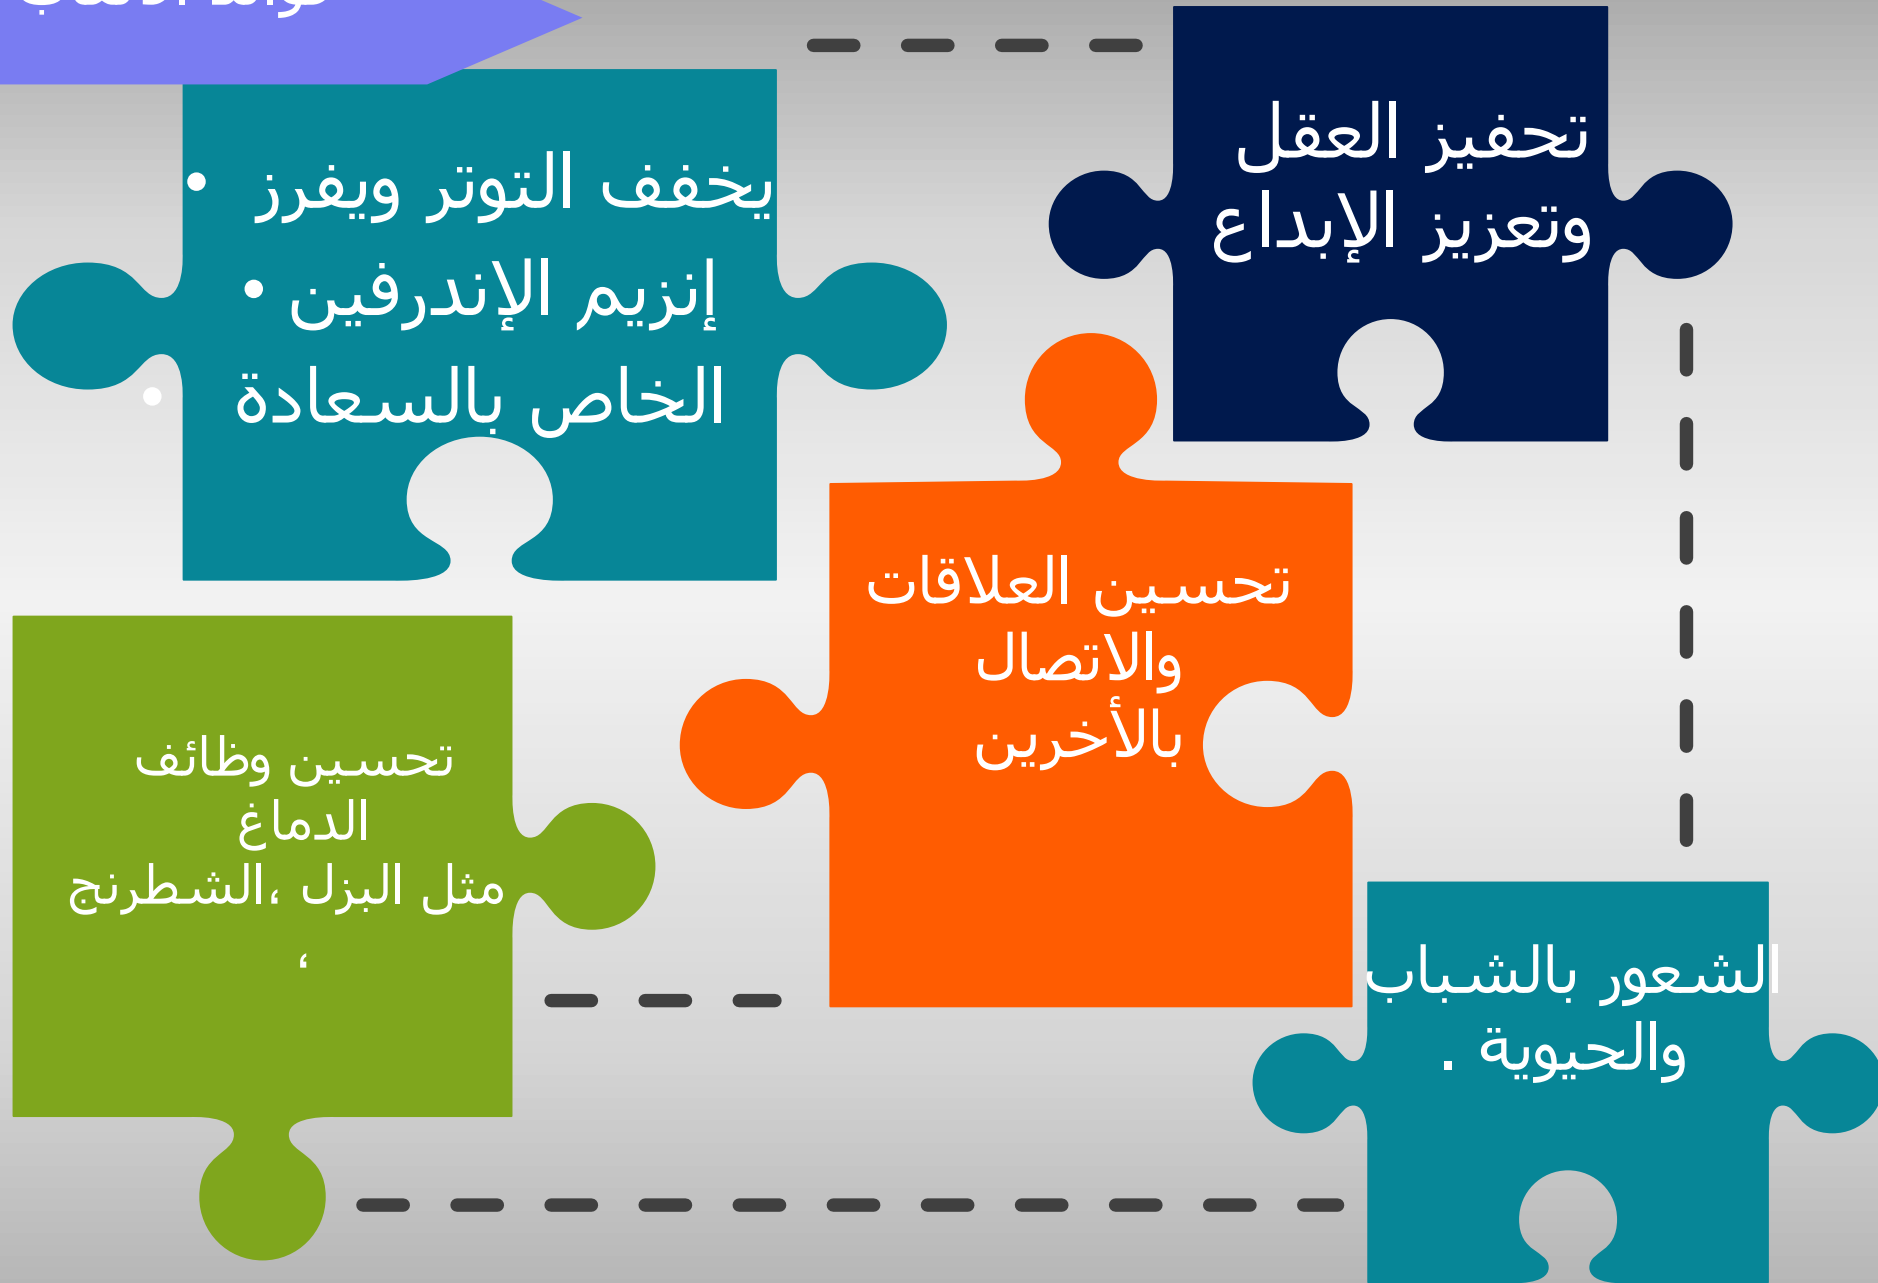 تحفيز العقل
وتعزيز الإبداع
• يخفف التوتر ويفرز
• إنزيم الإندرفين
• الخاص بالسعادة
تحسين العلاقات
والاتصال
بالأخرين
تحسين وظائف
الدماغ
مثل البزل ،الشطرنج
،
الشعور بالشباب
والحيوية .